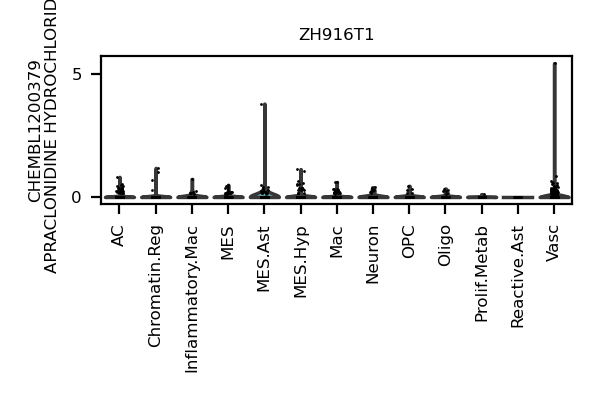 ZH916T1
CHEMBL1200379
APRACLONIDINE HYDROCHLORID
5
0
AC
Chromatin.Reg
Inflammatory.Mac
MES
MES.Ast
MES.Hyp
Mac
Neuron
OPC
Oligo
Prolif.Metab
Reactive.Ast
Vasc